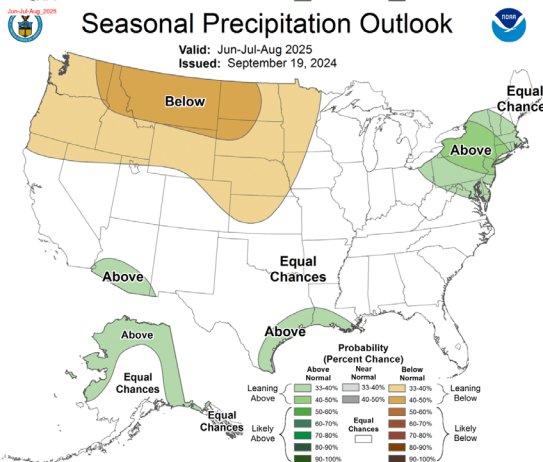 Jun-Jul-Aug_2025
Seasonal Precipitation Outlook
NOAA
Valid: Jun-Jul-Aug 2025
Issued: September 19, 2024
Below
Equal
Chance
Above
Above
Equal
Chances
Above
Above
Equal
Chances
Equal
Chances
Probability
(Percent Chance)
Above Normal
Near Normal
Below Normal
Leaning Above
33-40%
33-40%
33-40%
Leaning Below
40-50%
40-50%
40-50%
Likely Above
50-60%
50-60%
Likely Below
60-70%
Equal Chances
60-70%
70-80%
70-80%
80-90%
80-90%
90-100%
90-100%